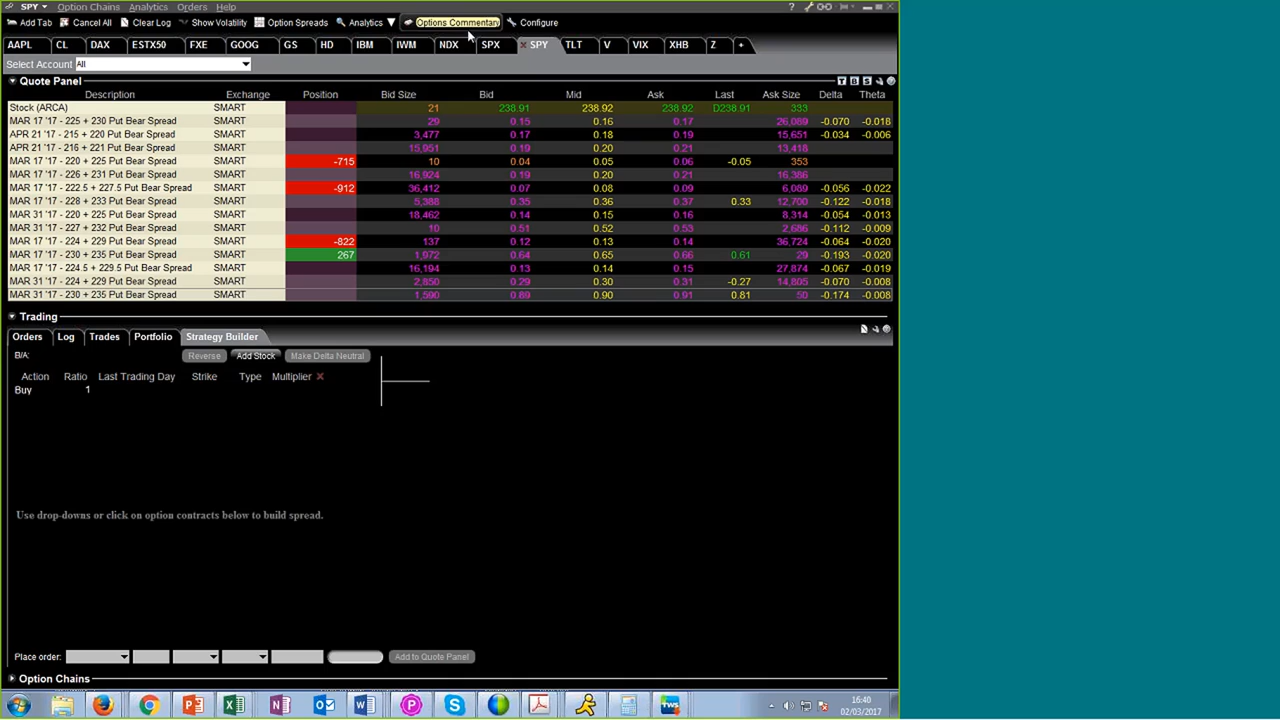 SPY ▼ Option Chains Analytics Orders Help ?
Add Tab Cancel All Clear Log Show Volatility Option Spreads Analytics ▼ Options Commentary Configure
AAPL CL DAX ESTX50 FXE GOOG GS HD IBM IWM NDX SPX × SPY TLT V VIX XHB Z +
Select Account All
Quote Panel T B S
Description Exchange Position Bid Size Bid Mid Ask Last Ask Size Delta Theta
Stock (ARCA) SMART 21 238.91 238.92 238.92 D238.91 333
MAR 17 '17 - 225 + 230 Put Bear Spread SMART 29 0.15 0.16 0.17 26,089 -0.070 -0.018
APR 21 '17 - 215 + 220 Put Bear Spread SMART 3,477 0.17 0.18 0.19 15,651 -0.034 -0.006
APR 21 '17 - 216 + 221 Put Bear Spread SMART 15,951 0.19 0.20 0.21 13,418
MAR 17 '17 - 220 + 225 Put Bear Spread SMART -715 10 0.04 0.05 0.06 -0.05 353
MAR 17 '17 - 226 + 231 Put Bear Spread SMART 16,924 0.19 0.20 0.21 16,386
MAR 17 '17 - 222.5 + 227.5 Put Bear Spread SMART -912 36,412 0.07 0.08 0.09 6,089 -0.056 -0.022
MAR 17 '17 - 228 + 233 Put Bear Spread SMART 5,388 0.35 0.36 0.37 0.33 12,700 -0.122 -0.018
MAR 31 '17 - 220 + 225 Put Bear Spread SMART 18,462 0.14 0.15 0.16 8,314 -0.054 -0.013
MAR 31 '17 - 227 + 232 Put Bear Spread SMART 10 0.51 0.52 0.53 2,686 -0.112 -0.009
MAR 17 '17 - 224 + 229 Put Bear Spread SMART -822 137 0.12 0.13 0.14 36,724 -0.064 -0.020
MAR 17 '17 - 230 + 235 Put Bear Spread SMART 267 1,972 0.64 0.65 0.66 0.61 29 -0.193 -0.020
MAR 17 '17 - 224.5 + 229.5 Put Bear Spread SMART 16,194 0.13 0.14 0.15 27,874 -0.067 -0.019
MAR 31 '17 - 224 + 229 Put Bear Spread SMART 2,850 0.29 0.30 0.31 -0.27 14,805 -0.070 -0.008
MAR 31 '17 - 230 + 235 Put Bear Spread SMART 1,590 0.89 0.90 0.91 0.81 50 -0.174 -0.008
Trading
Orders Log Trades Portfolio Strategy Builder
B/A: Reverse Add Stock Make Delta Neutral
Action Ratio Last Trading Day Strike Type Multiplier ×
Buy 1
Use drop-downs or click on option contracts below to build spread.
Place order: Add to Quote Panel
Option Chains
16:40
02/03/2017